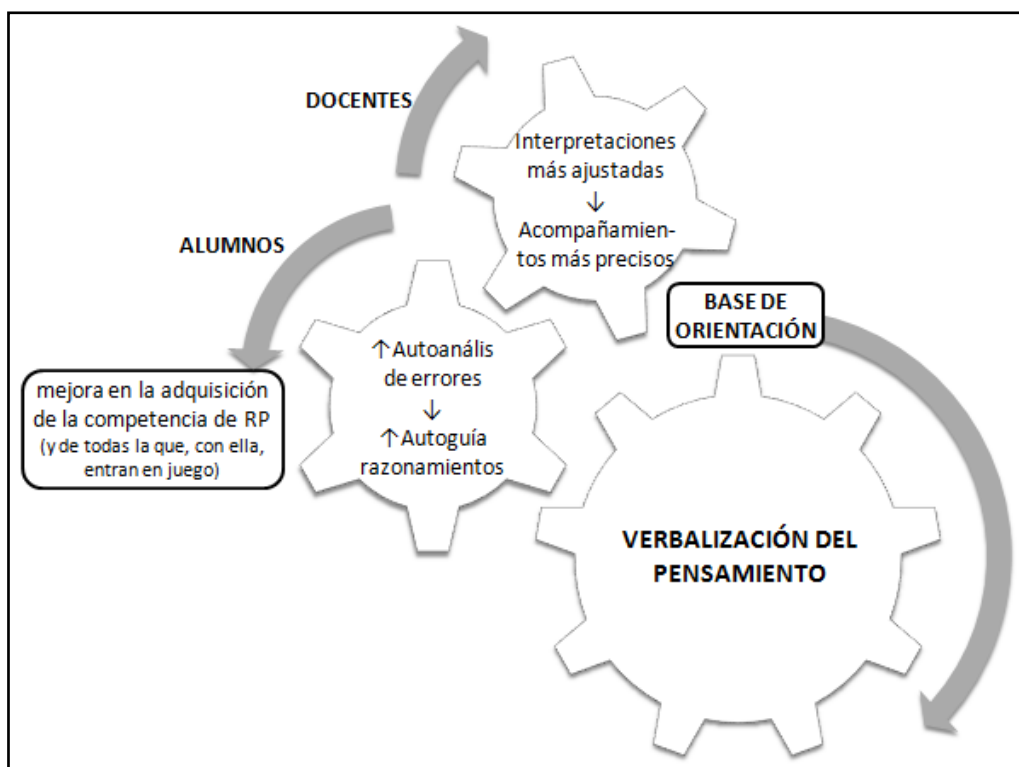 DOCENTES
Interpretaciones
más ajustadas
↓
Acompañamien-
tos más precisos
ALUMNOS
↑Autoanális
de errores
↓
↑Autoguía
razonamientos
mejora en la adquisición
de la competencia de RP
(y de todas la que, con ella,
entran en juego)
BASE DE
ORIENTACIÓN
VERBALIZACIÓN DEL
PENSAMIENTO